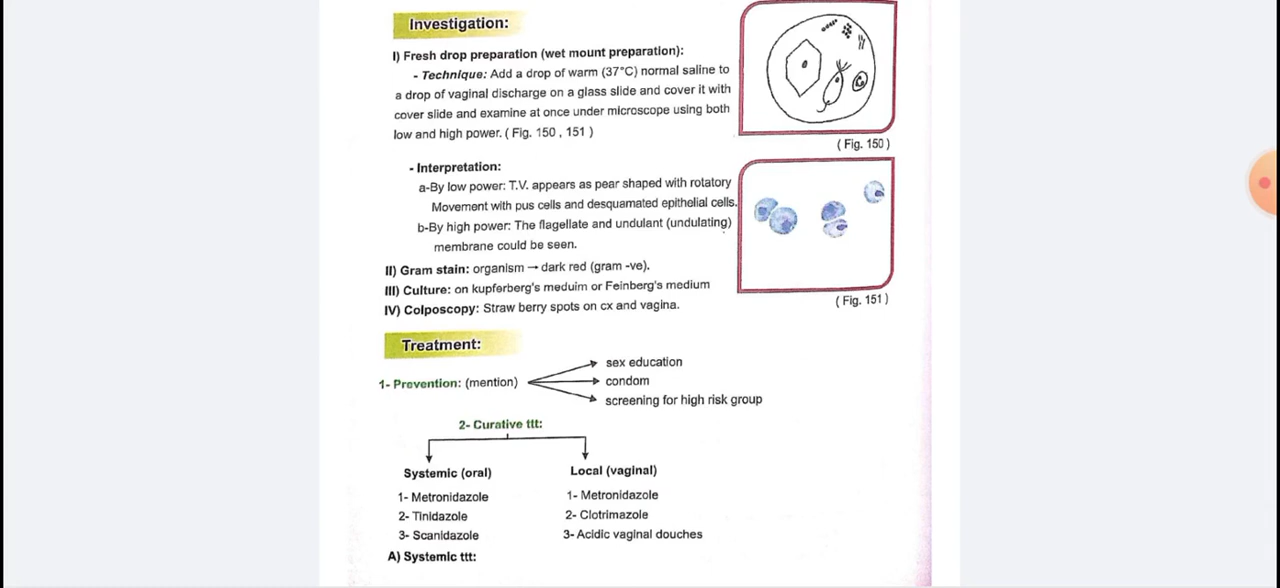 Investigation:
I) Fresh drop preparation (wet mount preparation):
- Technique: Add a drop of warm (37°C) normal saline to
a drop of vaginal discharge on a glass slide and cover it with
cover slide and examine at once under microscope using both
low and high power. ( Fig. 150 , 151 )
( Fig. 150 )
- Interpretation:
a-By low power: T.V. appears as pear shaped with rotatory
Movement with pus cells and desquamated epithelial cells.
b-By high power: The flagellate and undulant (undulating)
membrane could be seen.
II) Gram stain: organism → dark red (gram -ve).
III) Culture: on kupferberg's meduim or Feinberg's medium
IV) Colposcopy: Straw berry spots on cx and vagina.
( Fig. 151 )
Treatment:
1- Prevention: (mention)
sex education
condom
screening for high risk group
2- Curative ttt:
Systemic (oral)
1- Metronidazole
2- Tinidazole
3- Scanidazole
Local (vaginal)
1- Metronidazole
2- Clotrimazole
3- Acidic vaginal douches
A) Systemic ttt: